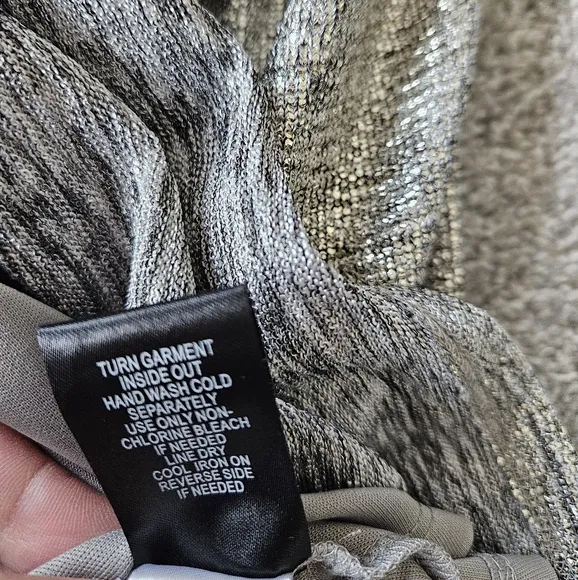 TURN GARMENT
INSIDE OUT
HAND WASH COLD
SEPARATELY
USE ONLY NON-
CHLORINE BLEACH
IF NEEDED
LINE DRY
COOL IRON ON
REVERSE SIDE
IF NEEDED